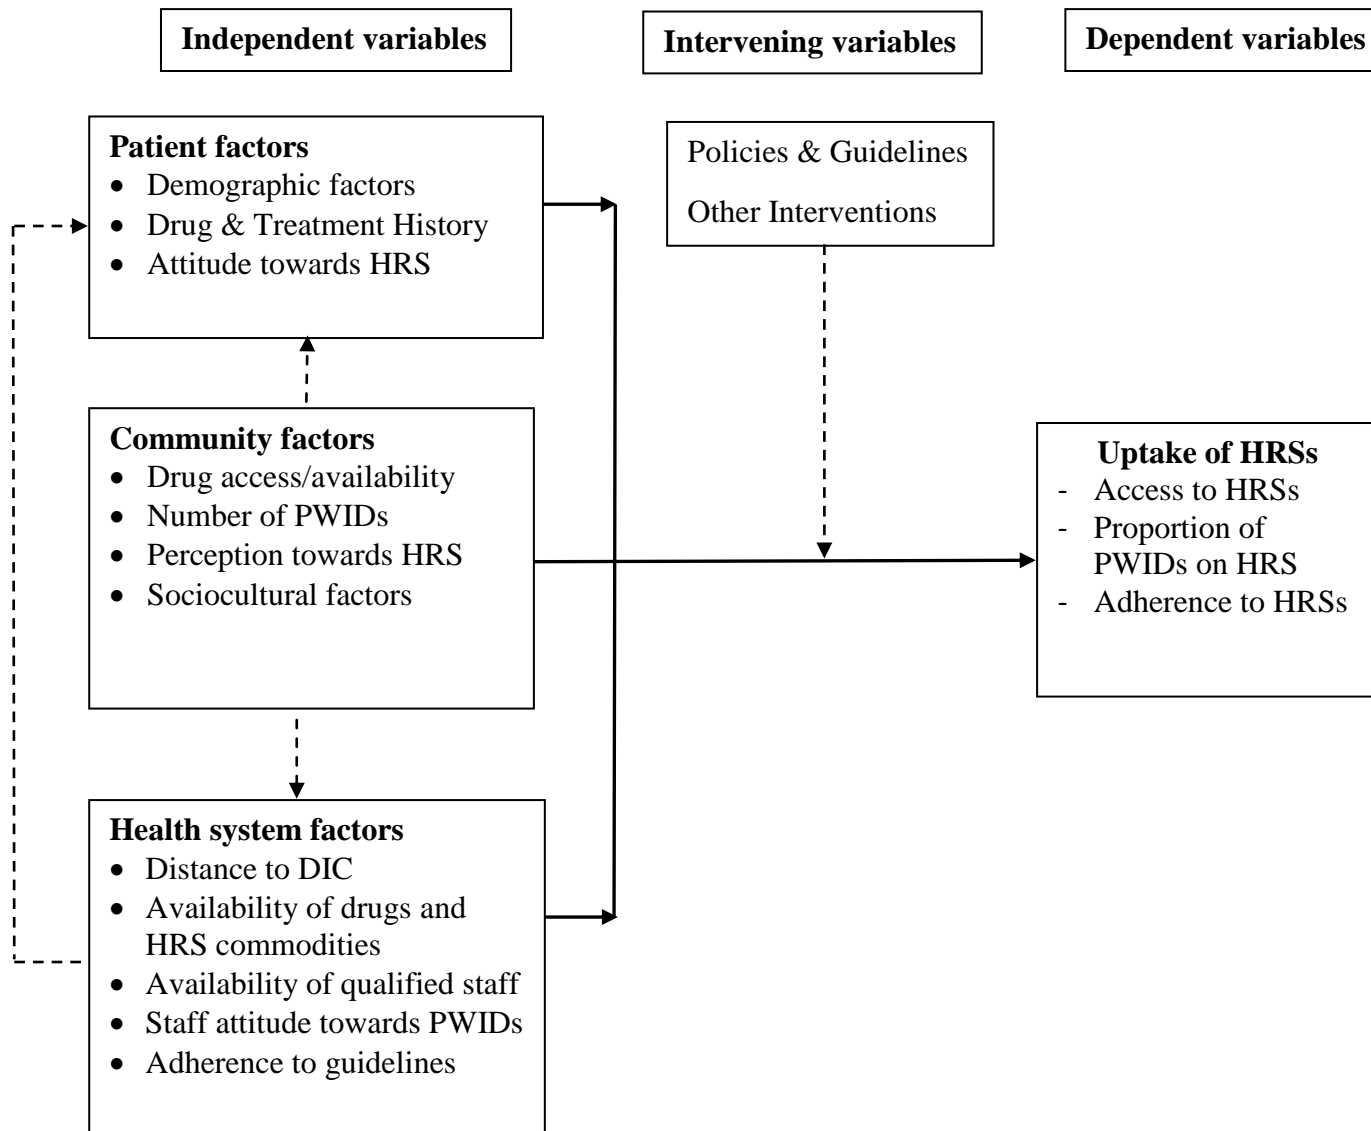 Independent variables
Intervening variables
Dependent variables
Patient factors
• Demographic factors
• Drug & Treatment History
• Attitude towards HRS
Policies & Guidelines
Other Interventions
Community factors
• Drug access/availability
• Number of PWIDs
• Perception towards HRS
• Sociocultural factors
Uptake of HRSs
- Access to HRSs
- Proportion of
PWIDs on HRS
- Adherence to HRSs
Health system factors
• Distance to DIC
• Availability of drugs and
HRS commodities
• Availability of qualified staff
• Staff attitude towards PWIDs
• Adherence to guidelines